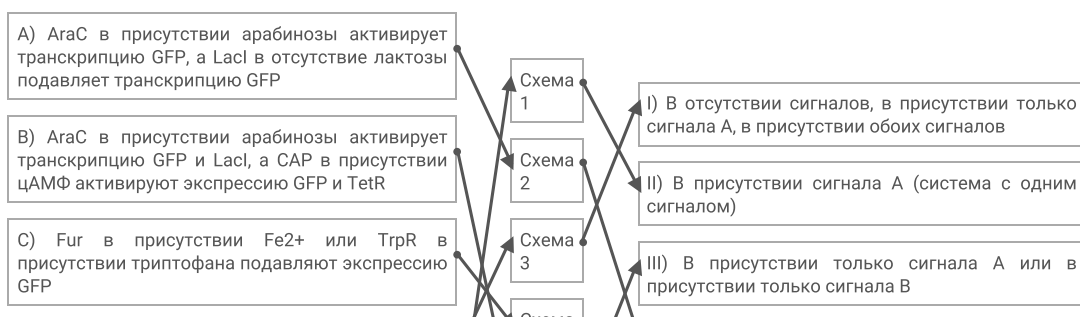 A) AraC в присутствии арабинозы активирует
транскрипцию GFP, а LacI в отсутствие лактозы
подавляет транскрипцию GFP
B) AraC в присутствии арабинозы активирует
транскрипцию GFP и LacI, а CAP в присутствии
цАМФ активируют экспрессию GFP и TetR
C) Fur в присутствии Fe2+ или TrpR в
присутствии триптофана подавляют экспрессию
GFP
Схема
1
Схема
2
Схема
3
I) В отсутствии сигналов, в присутствии только
сигнала А, в присутствии обоих сигналов
II) В присутствии сигнала А (система с одним
сигналом)
III) В присутствии только сигнала А или в
присутствии только сигнала В